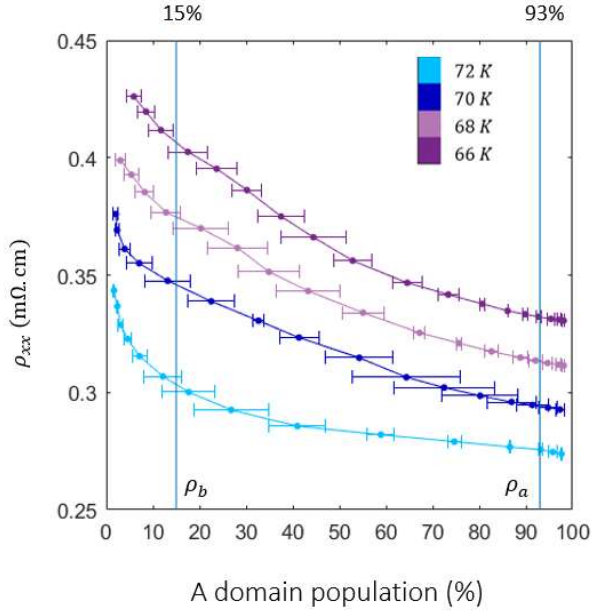 15% 93%
0.45
0.4
0.35
0.3
0.25
ρxx (mΩ.cm)
72 K
70 K
68 K
66 K
ρb
ρa
0 10 20 30 40 50 60 70 80 90 100
A domain population (%)